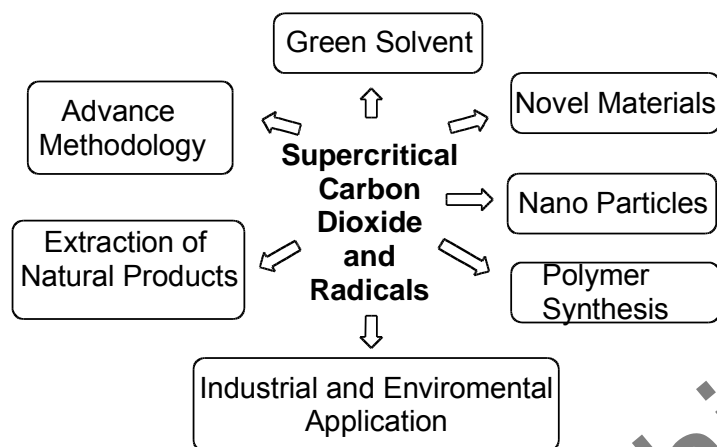 Green Solvent
Advance
Methodology
Novel Materials
Supercritical
Carbon
Dioxide
and
Radicals
Nano Particles
Extraction of
Natural Products
Polymer
Synthesis
Industrial and Enviromental
Application